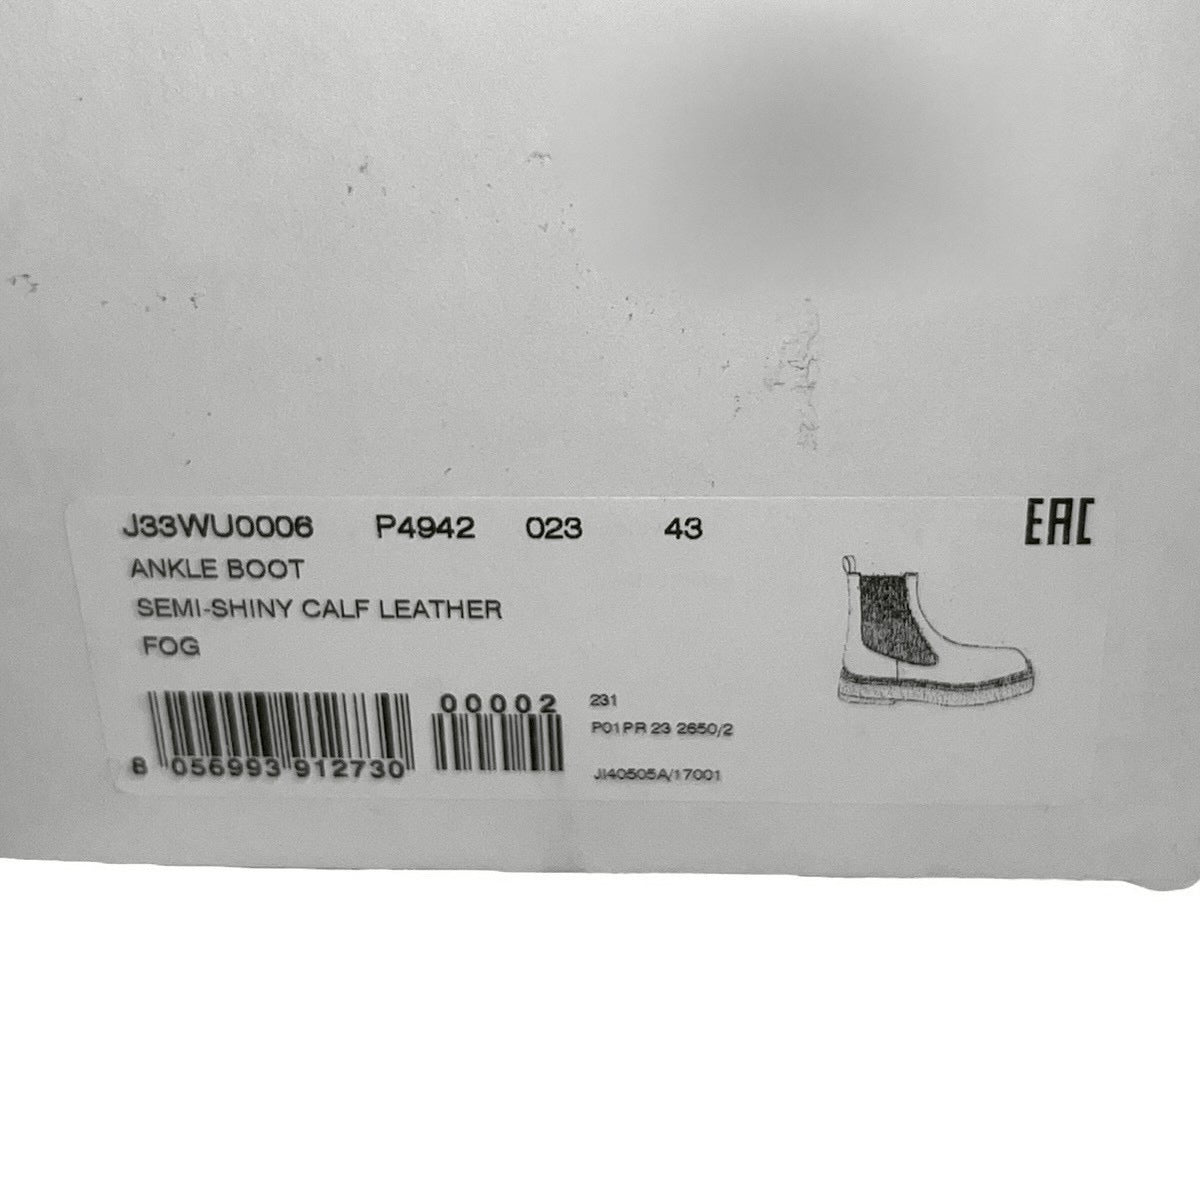 J33WU0006 P4942 023 43 EAC
ANKLE BOOT
SEMI-SHINY CALF LEATHER
FOG
00002
8 056993 912730
231
P01PR 23 2650/2
JI40505A/17001